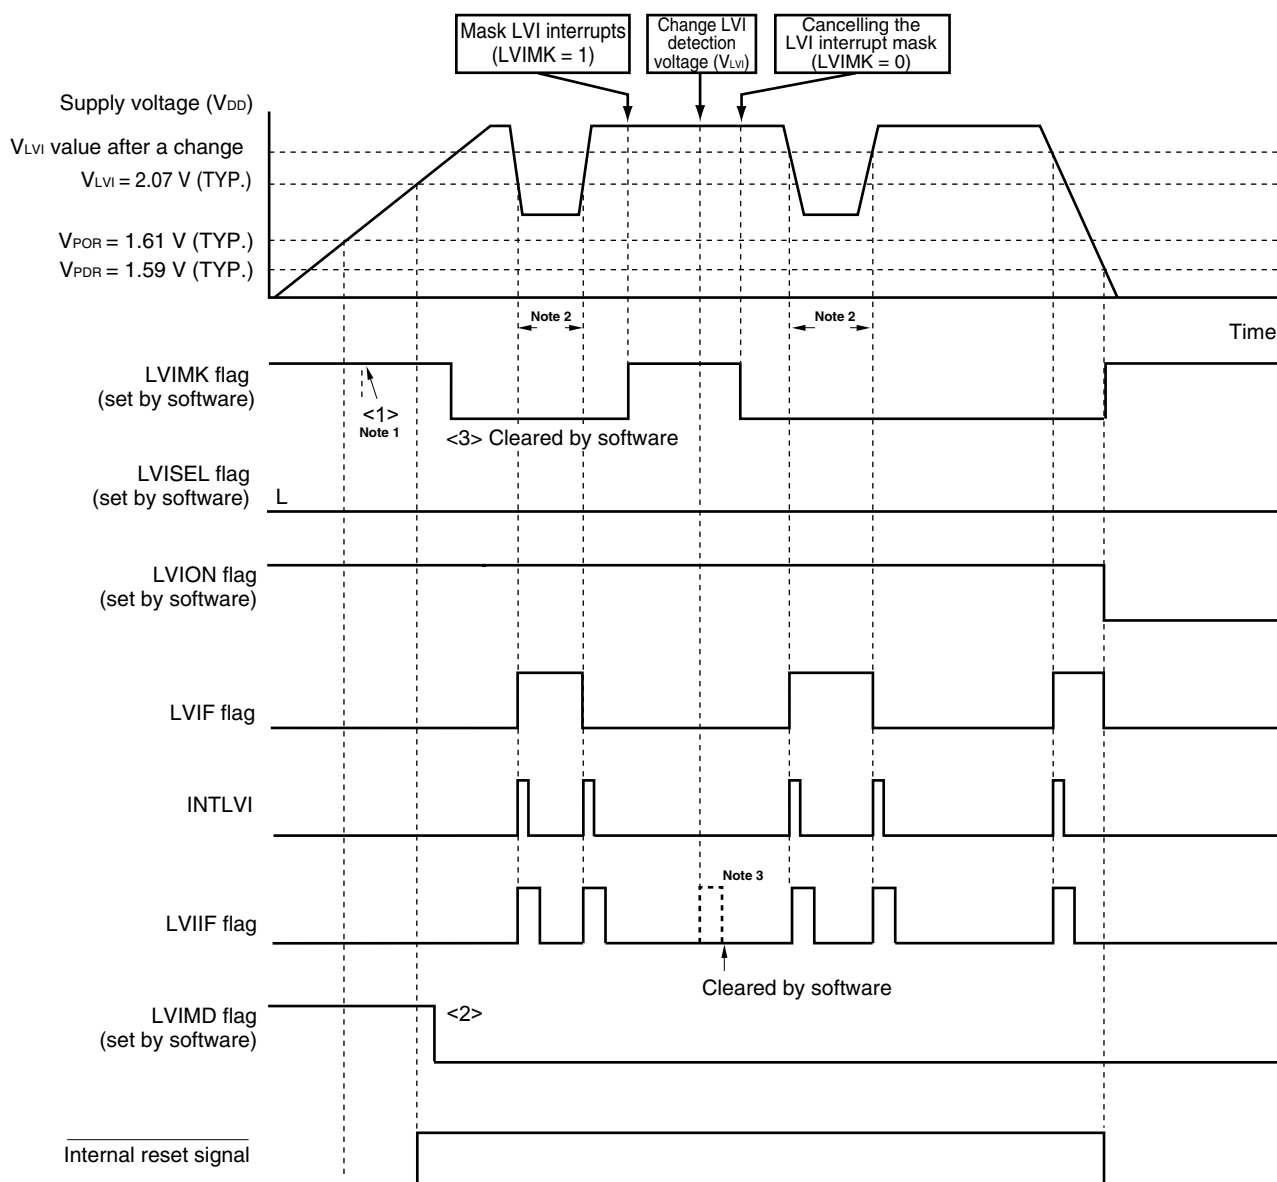 Mask LVI interrupts
(LVIMK = 1)
Change LVI
detection
voltage (VLVI)
Cancelling the
LVI interrupt mask
(LVIMK = 0)
Supply voltage (VDD)
VLVI value after a change
VLVI = 2.07 V (TYP.)
VPOR = 1.61 V (TYP.)
VPDR = 1.59 V (TYP.)
Note 2
Note 2
Time
LVIMK flag
(set by software)
<1>
Note 1
<3> Cleared by software
LVISEL flag
(set by software)
L
LVION flag
(set by software)
LVIF flag
INTLVI
Note 3
LVIIF flag
Cleared by software
LVIMD flag
(set by software)
<2>
Internal reset signal